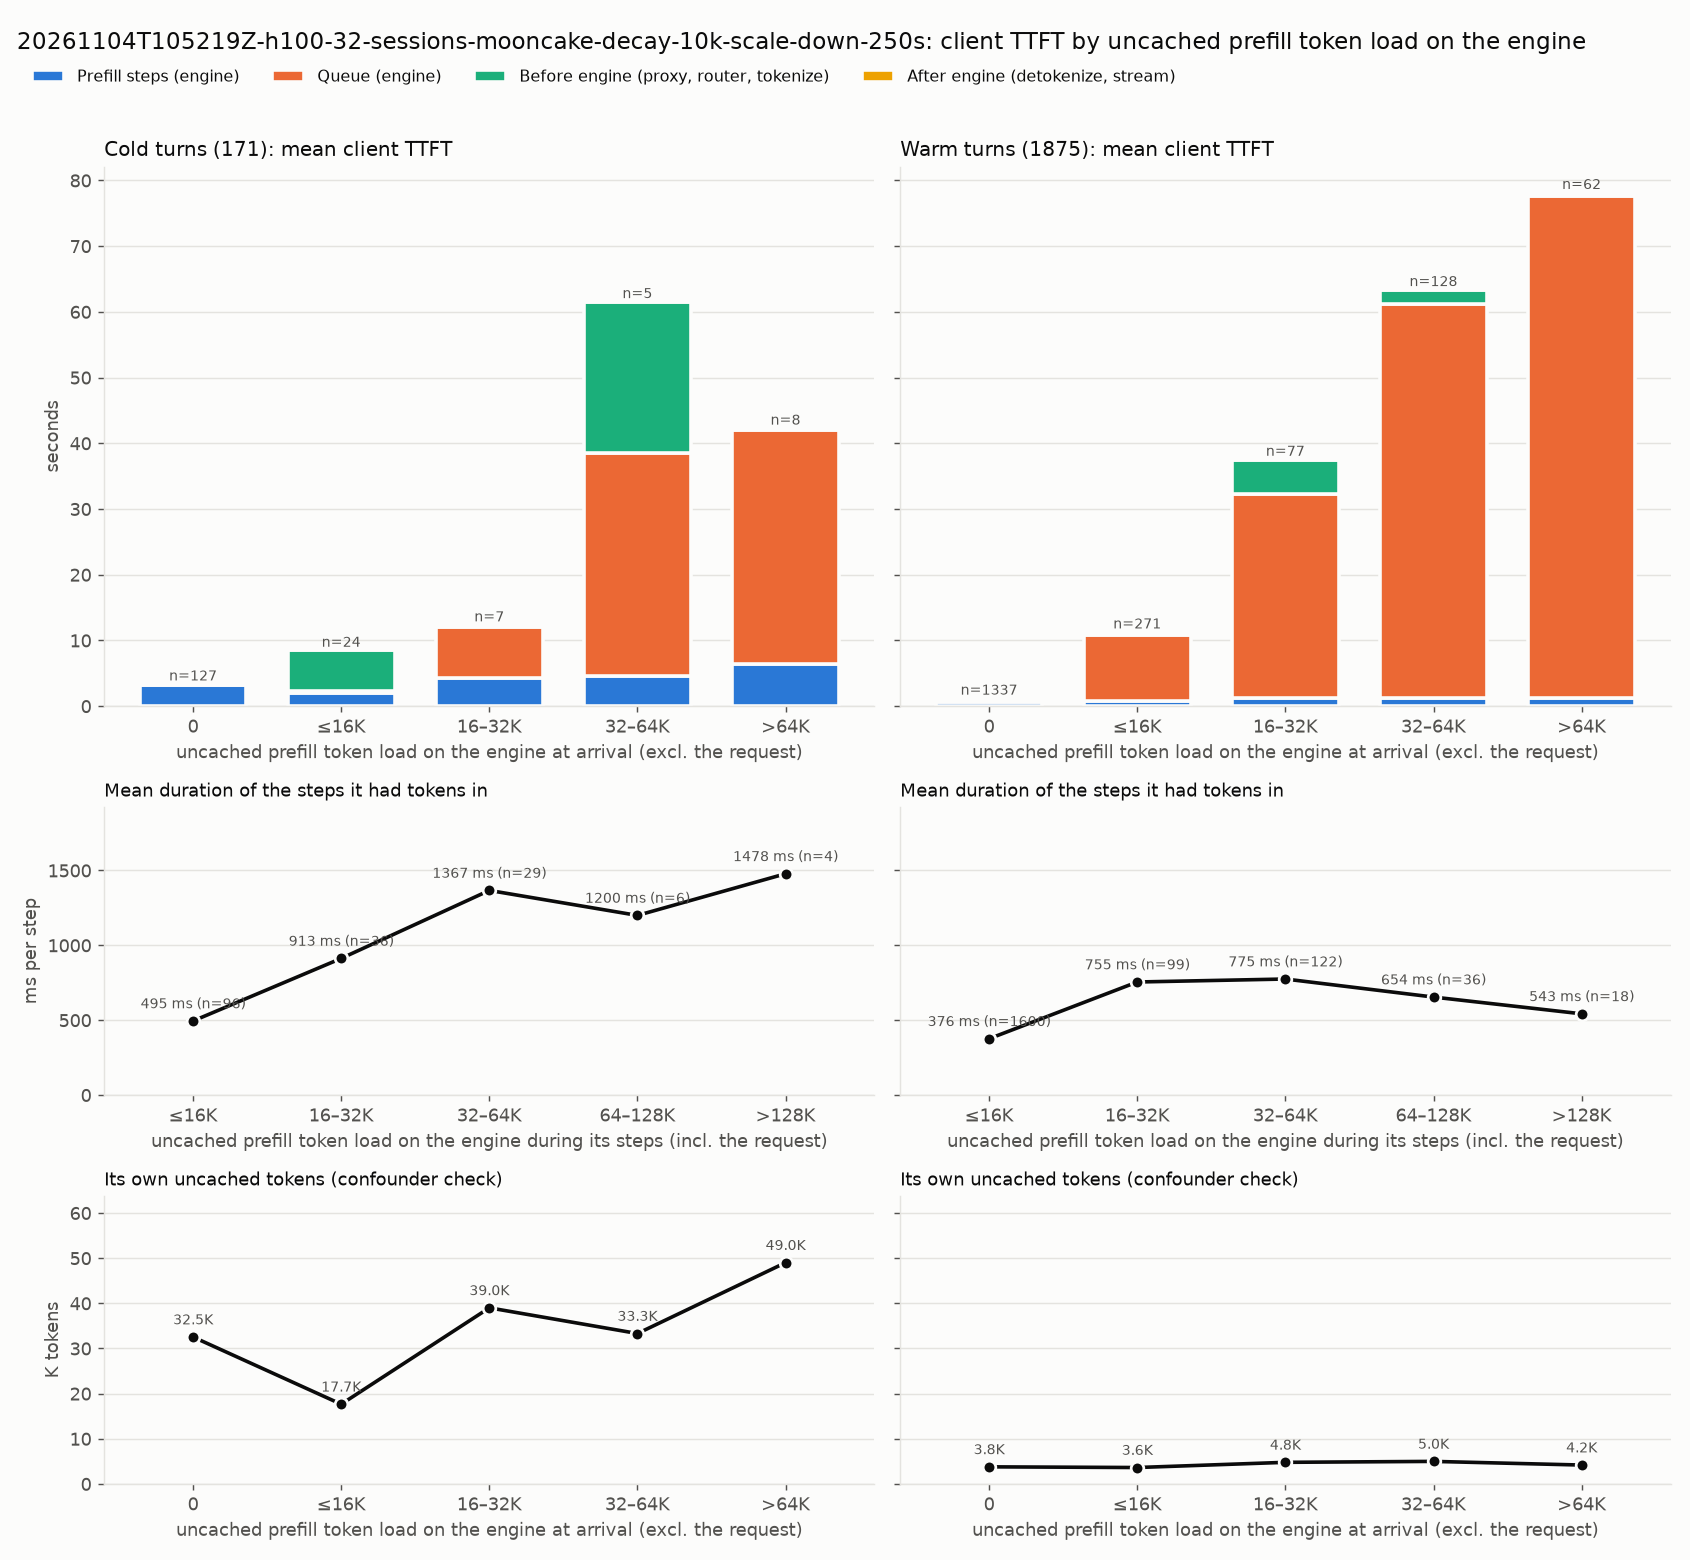 20261104T105219Z-h100-32-sessions-mooncake-decay-10k-scale-down-250s: client TTFT by uncached prefill token load on the engine
Prefill steps (engine) Queue (engine) Before engine (proxy, router, tokenize) After engine (detokenize, stream)
Cold turns (171): mean client TTFT
80
70
60
50
40
30
20
10
0
seconds
n=127
n=24
n=7
n=5
n=8
0 ≤16K 16–32K 32–64K >64K
uncached prefill token load on the engine at arrival (excl. the request)
Warm turns (1875): mean client TTFT
n=1337
n=271
n=77
n=128
n=62
0 ≤16K 16–32K 32–64K >64K
uncached prefill token load on the engine at arrival (excl. the request)
Mean duration of the steps it had tokens in
1500
1000
500
0
ms per step
495 ms (n=96)
913 ms (n=36)
1367 ms (n=29)
1200 ms (n=6)
1478 ms (n=4)
≤16K 16–32K 32–64K 64–128K >128K
uncached prefill token load on the engine during its steps (incl. the request)
Mean duration of the steps it had tokens in
376 ms (n=1600)
755 ms (n=99)
775 ms (n=122)
654 ms (n=36)
543 ms (n=18)
≤16K 16–32K 32–64K 64–128K >128K
uncached prefill token load on the engine during its steps (incl. the request)
Its own uncached tokens (confounder check)
60
50
40
30
20
10
0
K tokens
32.5K
17.7K
39.0K
33.3K
49.0K
0 ≤16K 16–32K 32–64K >64K
uncached prefill token load on the engine at arrival (excl. the request)
Its own uncached tokens (confounder check)
3.8K
3.6K
4.8K
5.0K
4.2K
0 ≤16K 16–32K 32–64K >64K
uncached prefill token load on the engine at arrival (excl. the request)